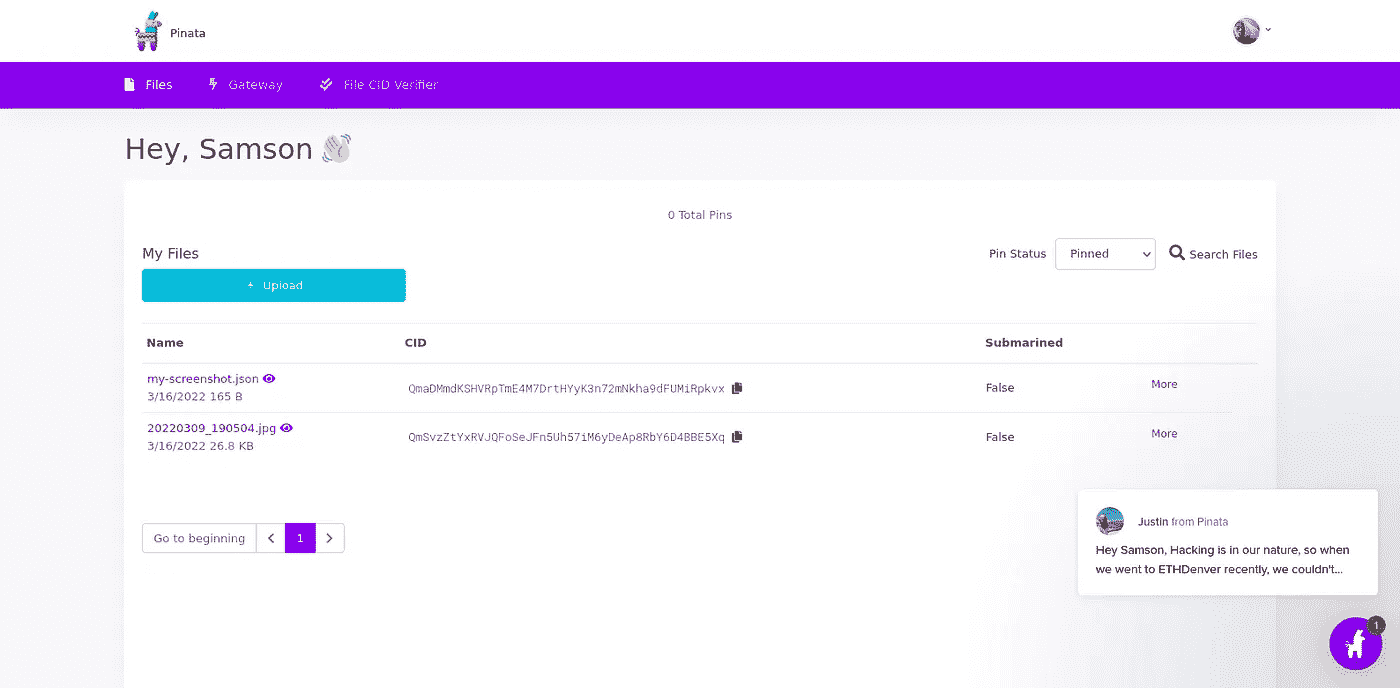 Pinata
Files Gateway File CID Verifier
Hey, Samson
0 Total Pins
My Files
Pin Status Pinned Search Files
+ Upload
Name CID Submarined
my-screenshot.json
3/16/2022 165 B
QmaDMmdKSHVRpTmE4M7DrtHYyK3n72mNkha9dFUMiRpkvx False More
20220309_190504.jpg
3/16/2022 26.8 KB
QmSvzZtYxRVJQFoSeJFn5Uh57iM6yDeAp8RbY6D4BBE5Xq False More
Go to beginning 1
Justin from Pinata
Hey Samson, Hacking is in our nature, so when
we went to ETHDenver recently, we couldn't...
1